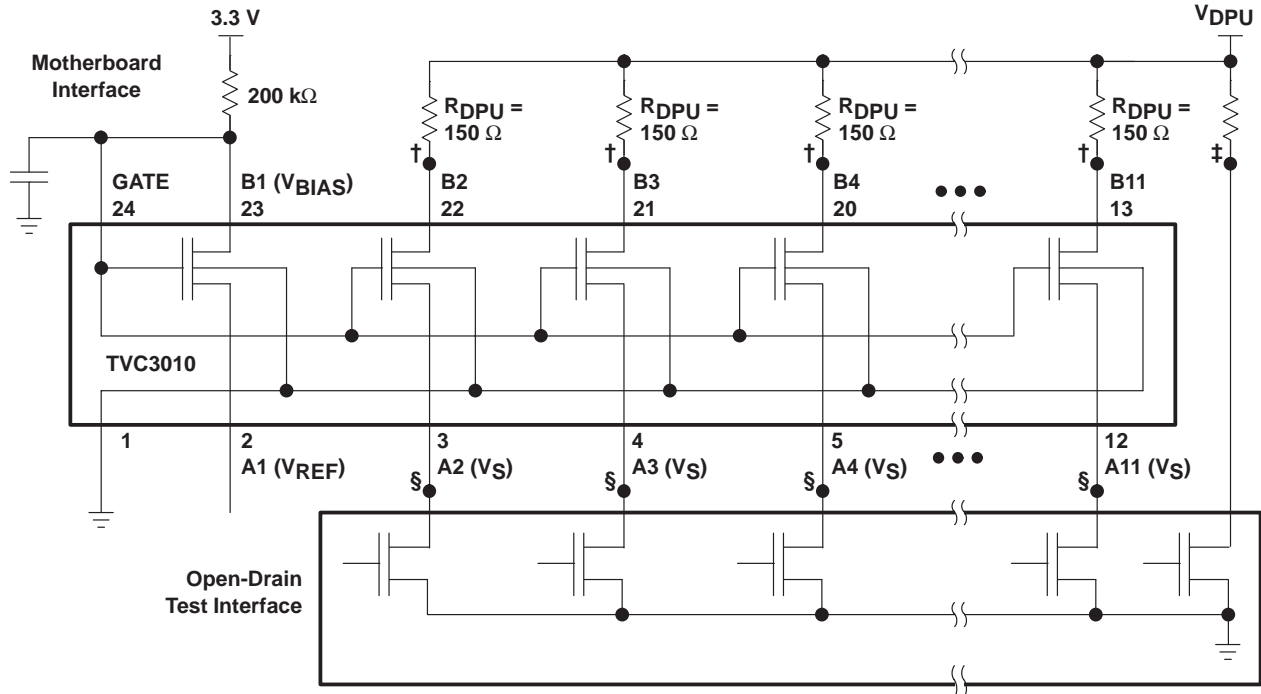 3.3 V
VDPU
Motherboard
Interface
200 kΩ
RDPU =
150 Ω
RDPU =
150 Ω
RDPU =
150 Ω
RDPU =
150 Ω
†
†
†
†
‡
GATE
24
B1 (VBIAS)
23
B2
22
B3
21
B4
20
B11
13
TVC3010
1
2
A1 (VREF)
3
A2 (VS)
4
A3 (VS)
5
A4 (VS)
12
A11 (VS)
§
§
§
§
Open-Drain
Test Interface